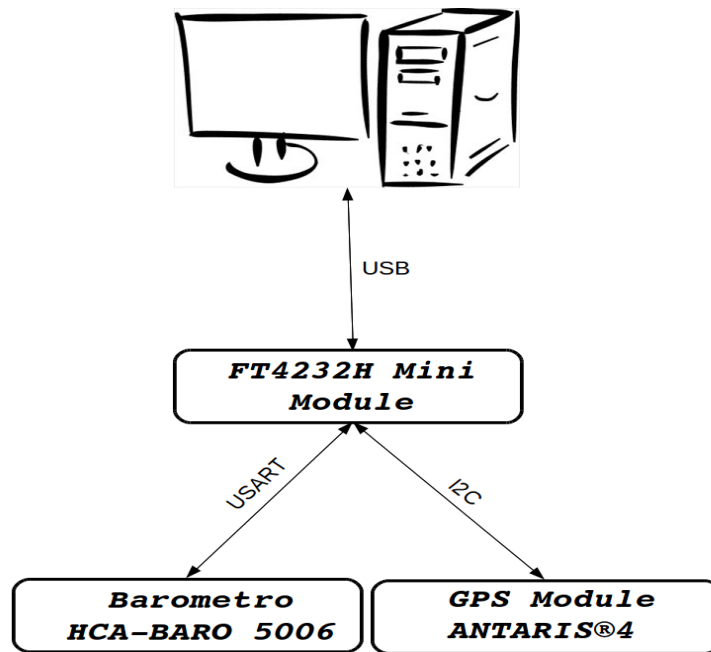 USB
FT4232H Mini
Module
USART
I2C
Barometro
HCA-BARO 5006
GPS Module
ANTARIS®4